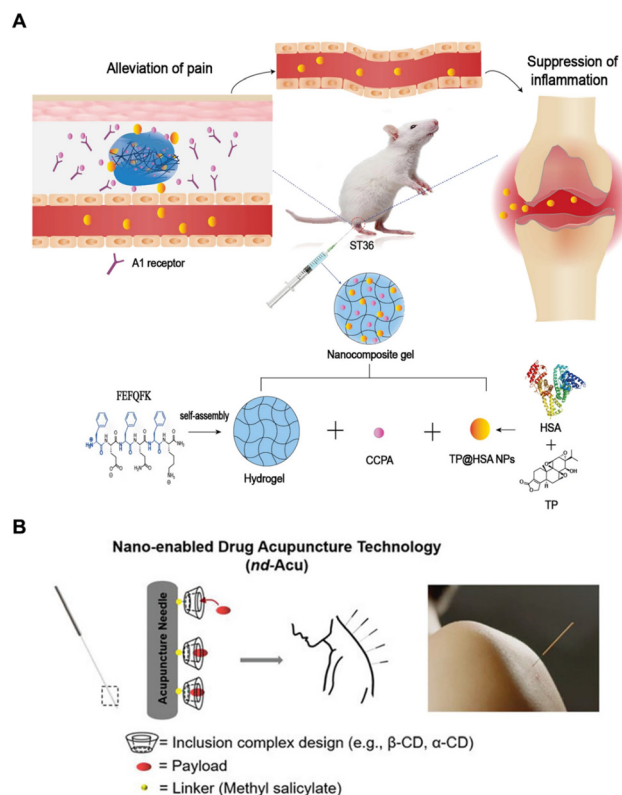 A
Alleviation of pain
Suppression of
inflammation
A1 receptor
ST36
Nanocomposite gel
FEFQFK
self-assembly
Hydrogel
+
CCPA
+
TP@HSA NPs
HSA
+
TP
B
Nano-enabled Drug Acupuncture Technology
(nd-Acu)
Acupuncture Needle
= Inclusion complex design (e.g., β-CD, α-CD)
= Payload
= Linker (Methyl salicylate)